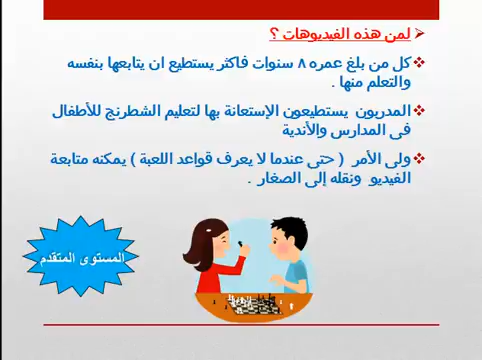 لمن هذه الفيديوهات ؟
كل من بلغ عمره ٨ سنوات فاكثر يستطيع ان يتابعها بنفسه
والتعلم منها .
المدربون يستطيعون الإستعانة بها لتعليم الشطرنج للأطفال
فى المدارس والأندية
ولى الأمر ( حتى عندما لا يعرف قواعد اللعبة ) يمكنه متابعة
الفيديو ونقله إلى الصغار .
المستوى المتقدم